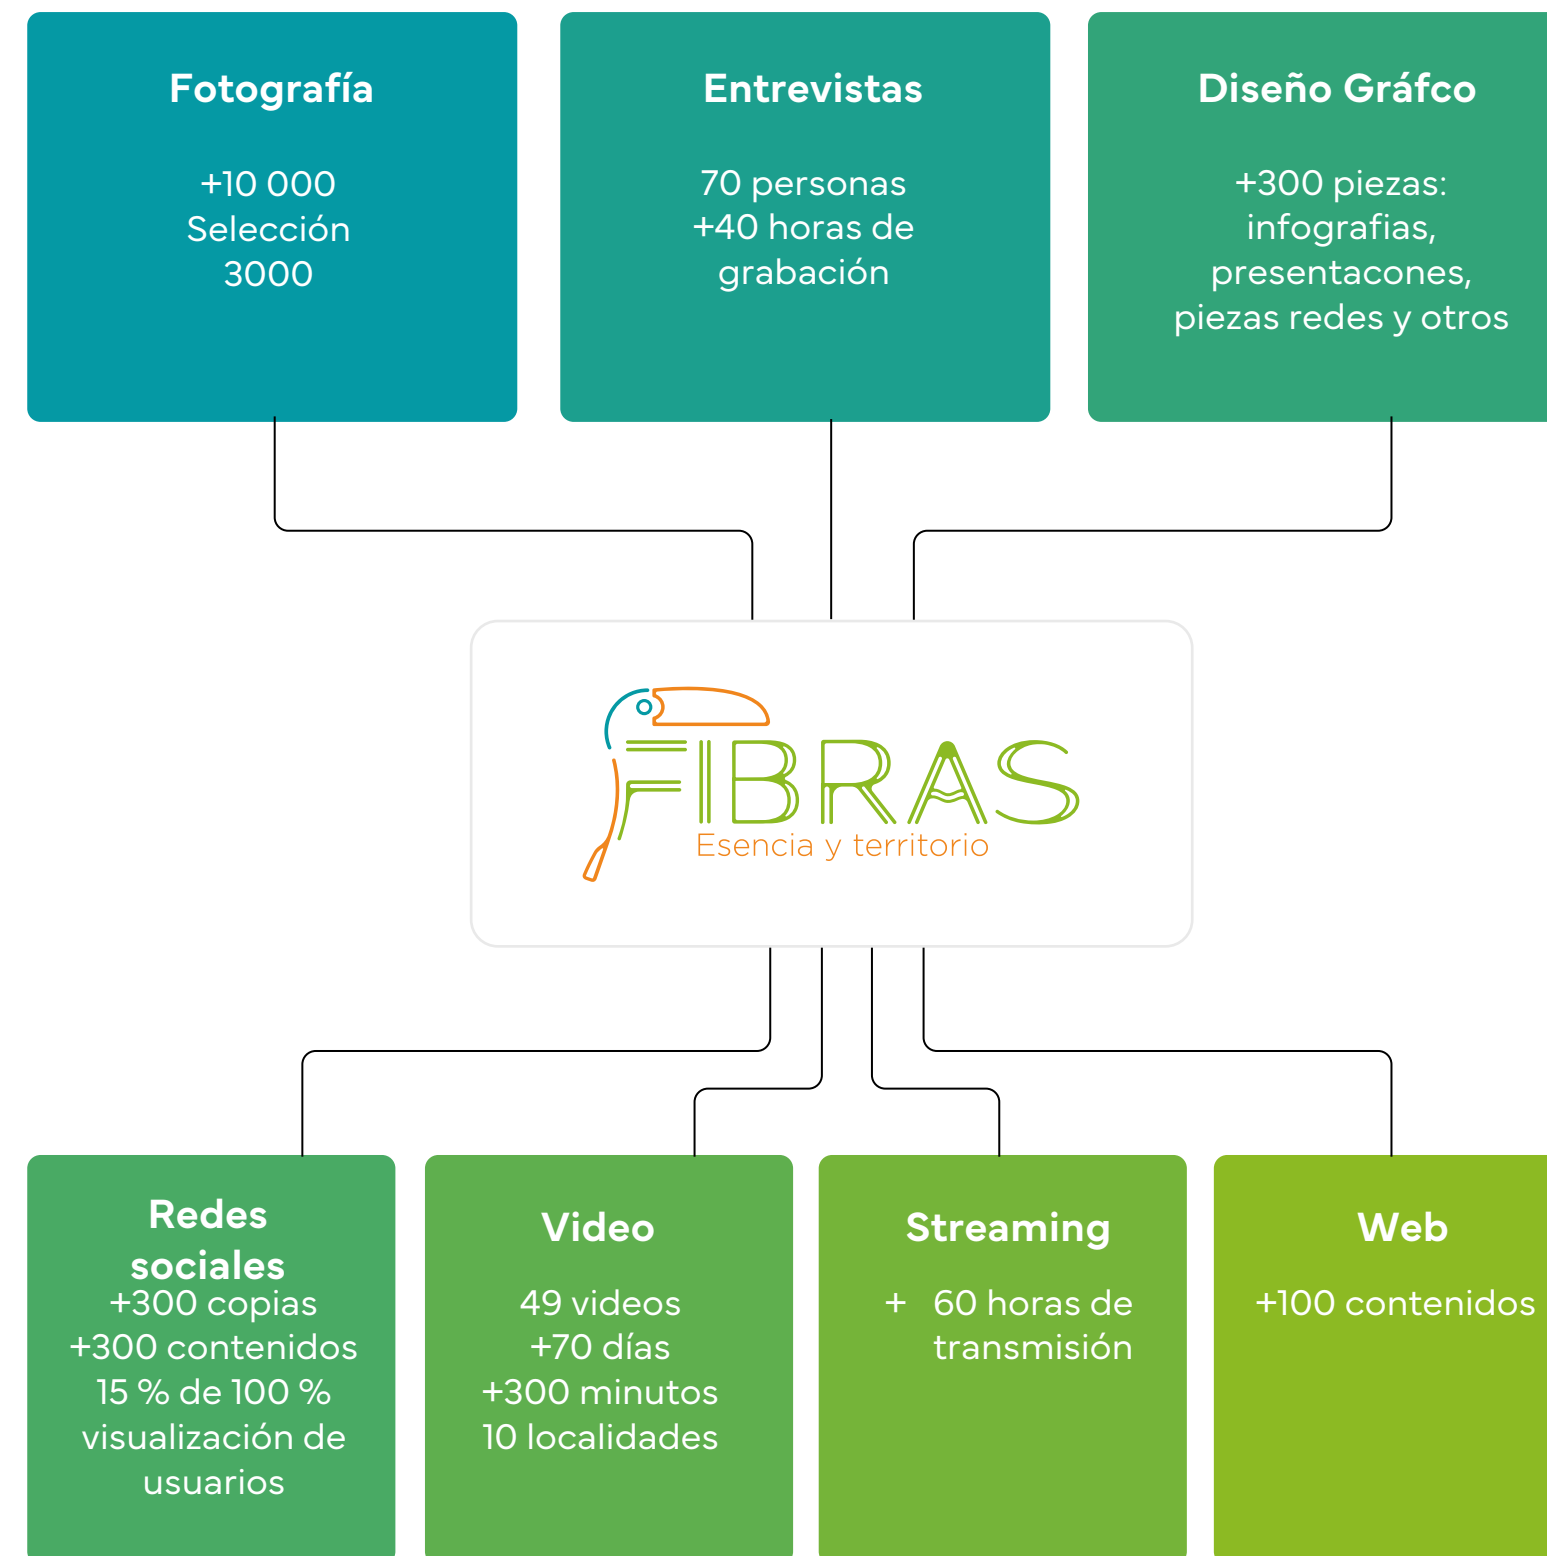 Fotografía
+10 000
Selección
3000
Entrevistas
70 personas
+40 horas de
grabación
Diseño Gráfco
+300 piezas:
infografias,
presentacones,
piezas redes y otros
FIBRAS
Esencia y territorio
Redes
sociales
+300 copias
+300 contenidos
15 % de 100 %
visualización de
usuarios
Video
49 videos
+70 días
+300 minutos
10 localidades
Streaming
+ 60 horas de
transmisión
Web
+100 contenidos